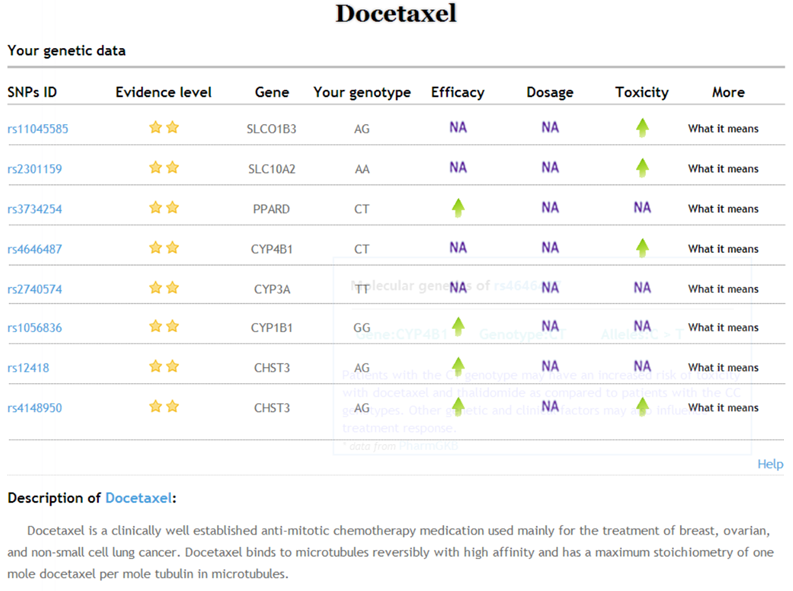 Docetaxel
Your genetic data
SNPs ID Evidence level Gene Your genotype Efficacy Dosage Toxicity More
rs11045585 SLCO1B3 AG NA NA What it means
rs2301159 SLC10A2 AA NA NA What it means
rs3734254 PPARD CT NA NA What it means
rs4646487 CYP4B1 CT NA NA What it means
Molecular of
rs2740574 CYP3A TT NA NA NA What it means
rs1056836 CYP1B1 GG NA NA What it means
Gene:CYP4B1 Genotype:CT Alleles:C > T
rs12418 CHST3 AG NA NA What it means
Patients with the genotype may have an increased risk of toxicity
with docetaxel and thalidomide as compared to patients with the CC
rs4148950 CHST3 AG NA What it means
genotypes. Other genetic and clinical factors may also influence
treatment response.
* data from PharmGKB
Help
Description of Docetaxel:
Docetaxel is a clinically well established anti-mitotic chemotherapy medication used mainly for the treatment of breast, ovarian,
and non-small cell lung cancer. Docetaxel binds to microtubules reversibly with high affinity and has a maximum stoichiometry of one
mole docetaxel per mole tubulin in microtubules.